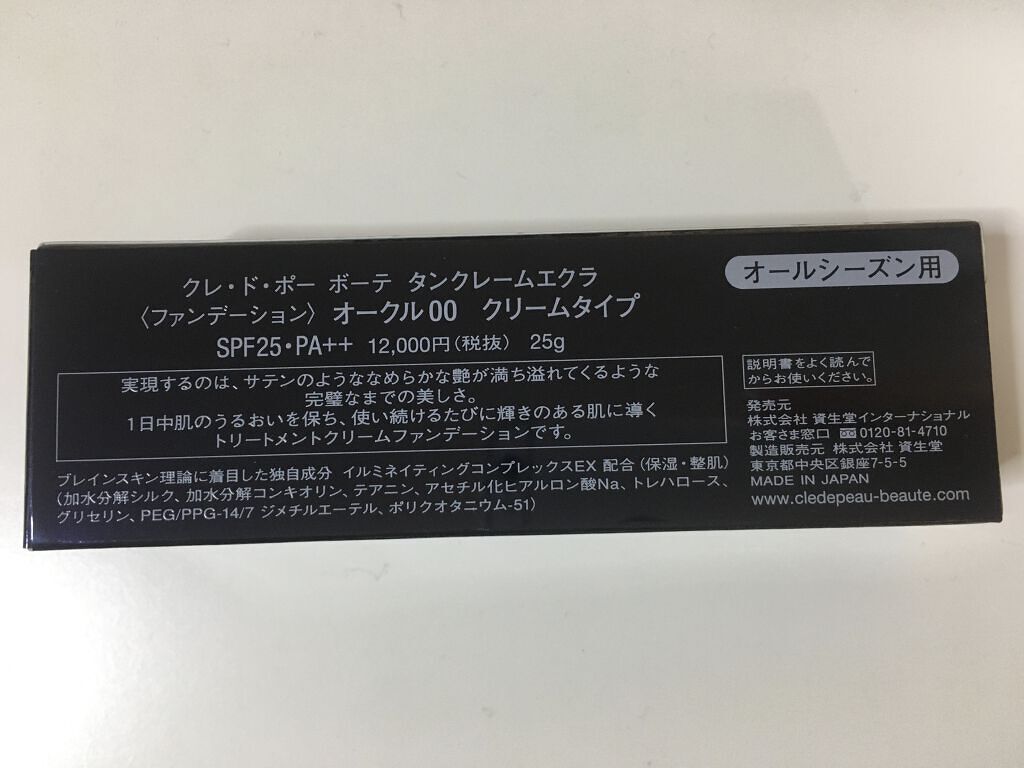 クレ・ド・ポー ボーテ タンクレームエクラ
〈ファンデーション〉 オークル00 クリームタイプ
SPF25・PA++ 12,000円(税抜) 25g
実現するのは、サテンのようななめらかな艶が満ち溢れてくるような
完璧なまでの美しさ。
1日中肌のうるおいを保ち、使い続けるたびに輝きのある肌に導く
トリートメントクリームファンデーションです。
ブレインスキン理論に着目した独自成分 イルミネイティングコンプレックスEX 配合(保湿・整肌)
(加水分解シルク、加水分解コンキオリン、テアニン、アセチル化ヒアルロン酸Na、トレハロース、
グリセリン、PEG/PPG-14/7 ジメチルエーテル、ポリクオタニウム-51)
オールシーズン用
説明書をよく読んで
からお使いください。
発売元
株式会社 資生堂インターナショナル
お客さま窓口 0120-81-4710
製造販売元 株式会社 資生堂
東京都中央区銀座7-5-5
MADE IN JAPAN
www.cledepeau-beaute.com